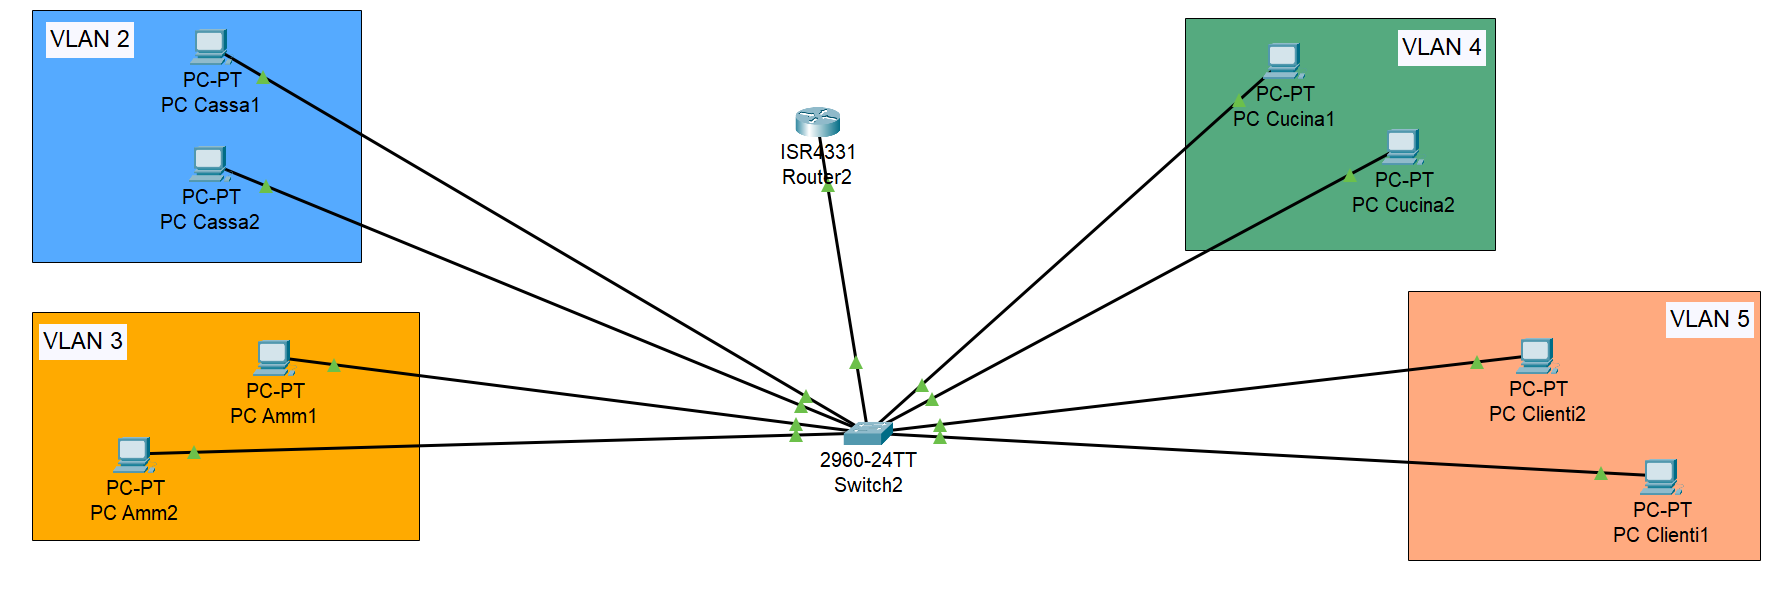 VLAN 2
PC-PT
PC Cassa1
PC-PT
PC Cassa2
VLAN 3
PC-PT
PC Amm1
PC-PT
PC Amm2
ISR4331
Router2
2960-24TT
Switch2
VLAN 4
PC-PT
PC Cucina1
PC-PT
PC Cucina2
VLAN 5
PC-PT
PC Clienti2
PC-PT
PC Clienti1